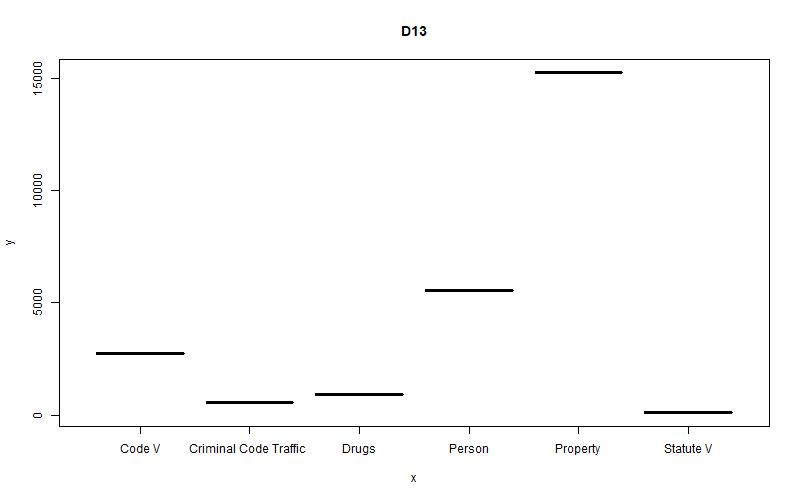 D13
15000
10000
5000
0
y
Code V
Criminal Code Traffic
Drugs
Person
Property
Statute V
x